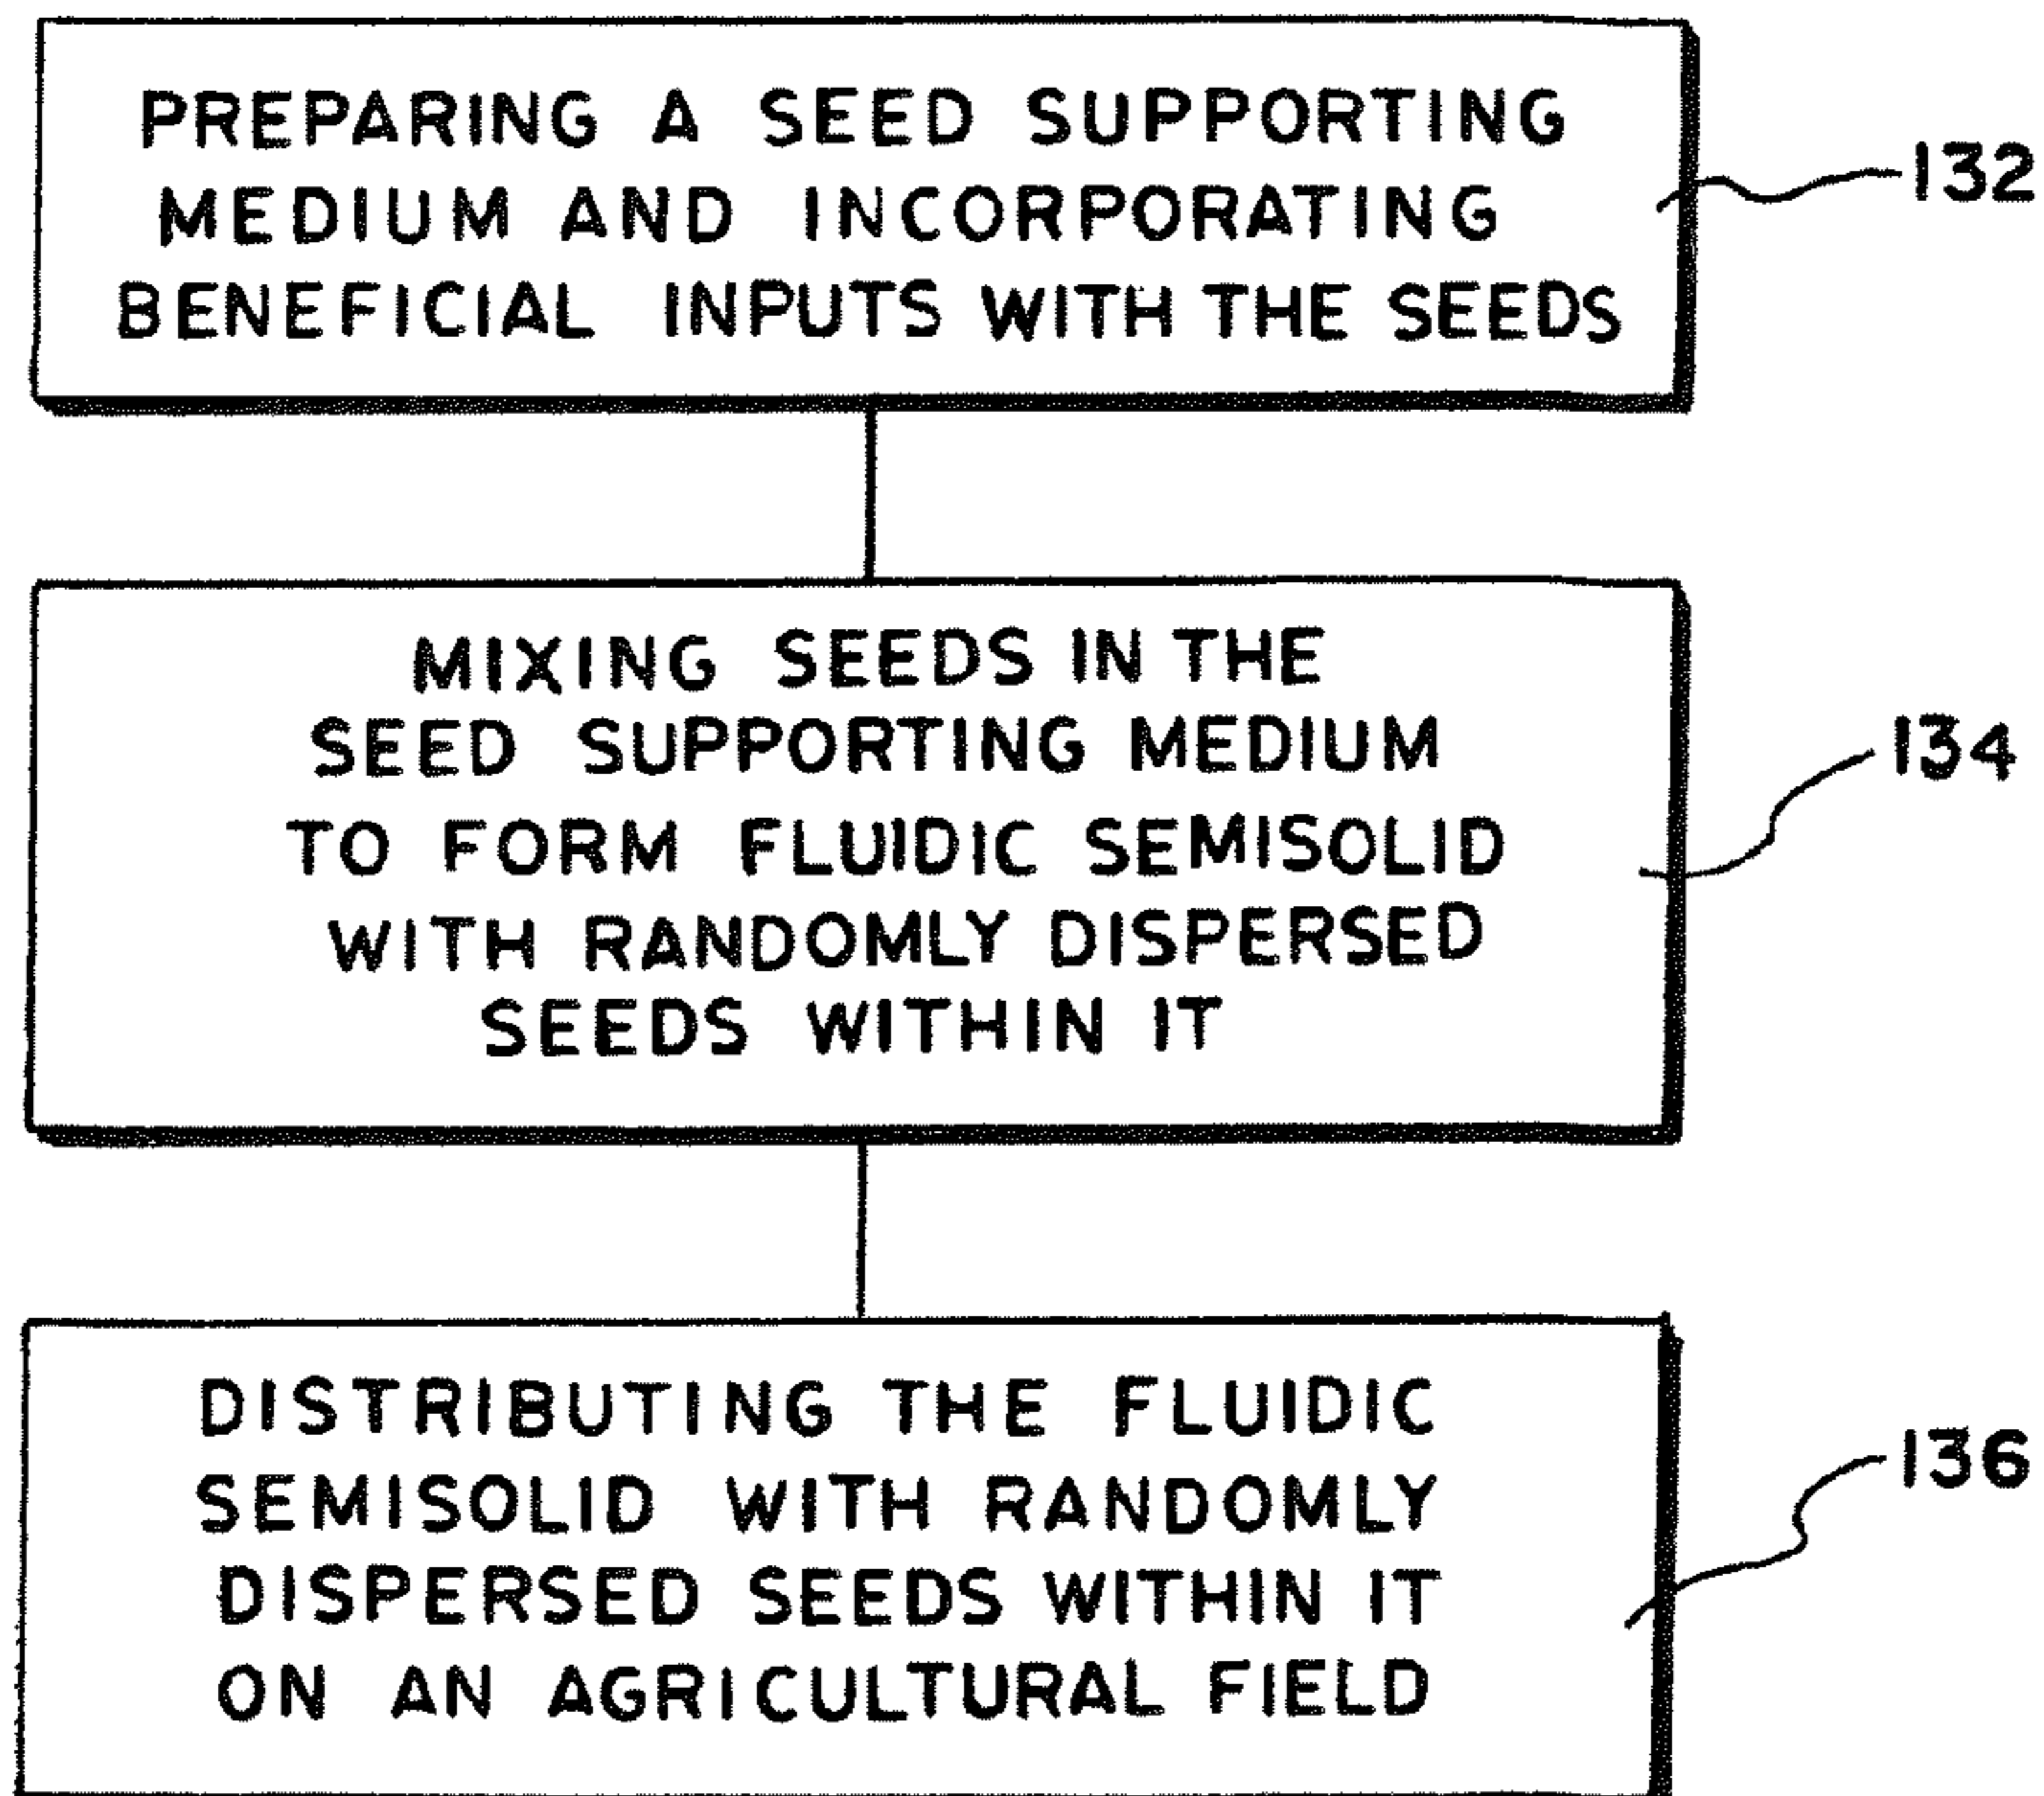 PREPARING A SEED SUPPORTING
MEDIUM AND INCORPORATING
BENEFICIAL INPUTS WITH THE SEEDS
132
MIXING SEEDS IN THE
SEED SUPPORTING MEDIUM
TO FORM FLUIDIC SEMISOLID
WITH RANDOMLY DISPERSED
SEEDS WITHIN IT
134
DISTRIBUTING THE FLUIDIC
SEMISOLID WITH RANDOMLY
DISPERSED SEEDS WITHIN IT
ON AN AGRICULTURAL FIELD
136